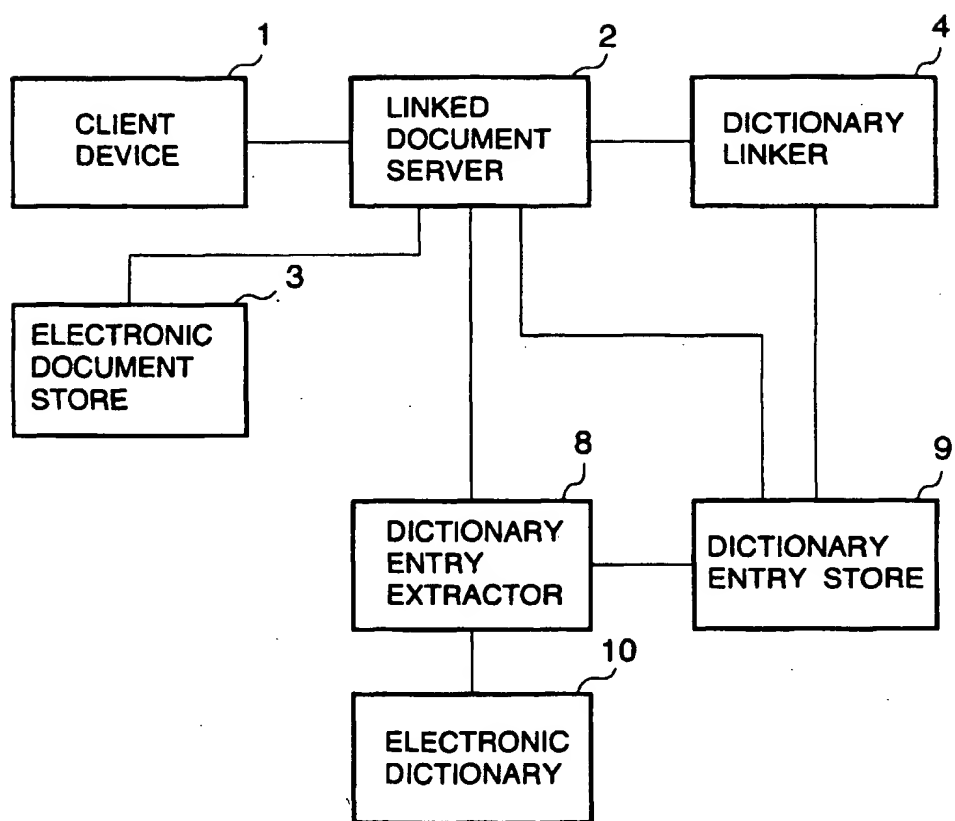 1
CLIENT
DEVICE
2
LINKED
DOCUMENT
SERVER
4
DICTIONARY
LINKER
3
ELECTRONIC
DOCUMENT
STORE
8
DICTIONARY
ENTRY
EXTRACTOR
9
DICTIONARY
ENTRY STORE
10
ELECTRONIC
DICTIONARY